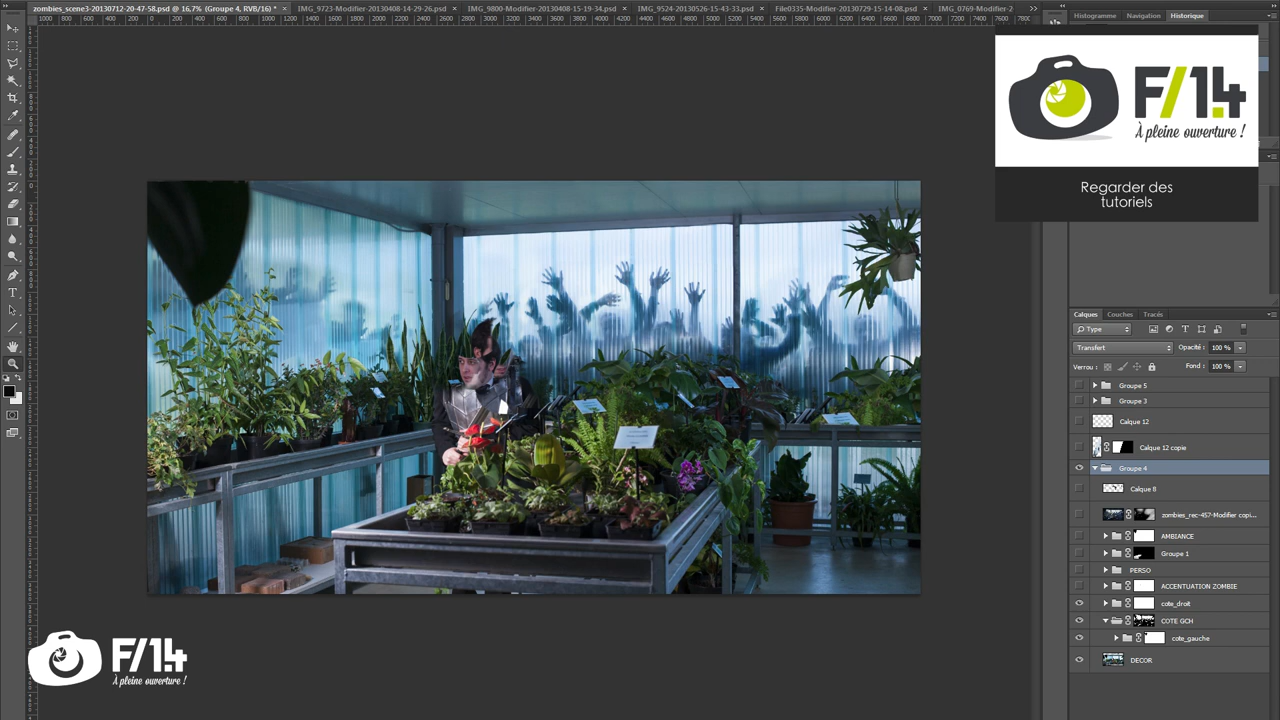 zombies_scene3-20130712-20-47-58.psd @ 16,7% (Groupe 4, RVB/16) *
IMG_9723-Modifier-20130408-14-29-26.psd
IMG_9800-Modifier-20130408-15-19-34.psd
IMG_9524-20130526-15-43-33.psd
File0335-Modifier-20130729-15-14-08.psd
IMG_0769-Modifier-2
Histogramme
Navigation
Historique
F/1.4
À pleine ouverture !
Regarder des
tutoriels
Calques
Couches
Tracés
Type
Transfert
Opacité :
100 %
Verrou :
Fond :
100 %
Groupe 5
Groupe 3
Calque 12
Calque 12 copie
Groupe 4
Calque 8
zombies_rec-457-Modifier copi...
AMBIANCE
Groupe 1
PERSO
ACCENTUATION ZOMBIE
cote_droit
COTE GCH
cote_gauche
DECOR
F/1.4
À pleine ouverture !